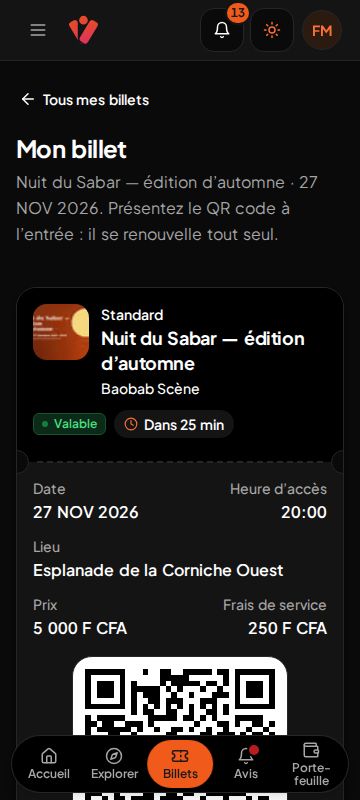 13
FM
Tous mes billets
Mon billet
Nuit du Sabar — édition d’automne · 27
NOV 2026. Présentez le QR code à
l’entrée : il se renouvelle tout seul.
Standard
Nuit du Sabar — édition
d’automne
Baobab Scène
Valable
Dans 25 min
Date
Heure d’accès
27 NOV 2026
20:00
Lieu
Esplanade de la Corniche Ouest
Prix
Frais de service
5 000 F CFA
250 F CFA
Accueil
Explorer
Billets
Avis
Porte-
feuille